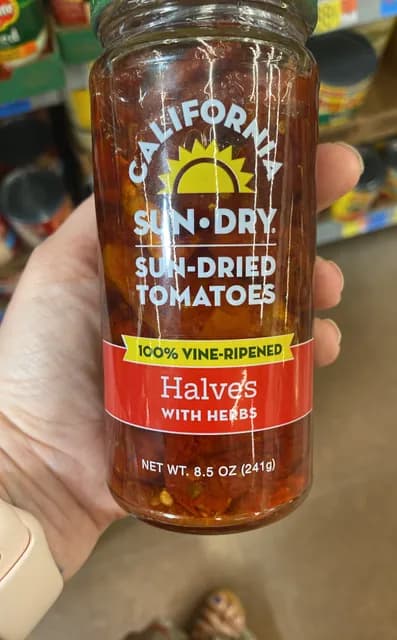 CALIFORNIA
SUN•DRY®
SUN-DRIED
TOMATOES
100% VINE-RIPENED
Halves
WITH HERBS
NET WT. 8.5 OZ (241g)